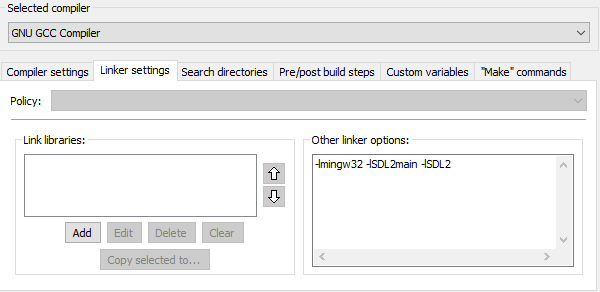 Selected compiler
GNU GCC Compiler
Compiler settings Linker settings Search directories Pre/post build steps Custom variables "Make" commands
Policy:
Link libraries:
Other linker options:
-lmingw32 -lSDL2main -lSDL2
Add Edit Delete Clear
Copy selected to...